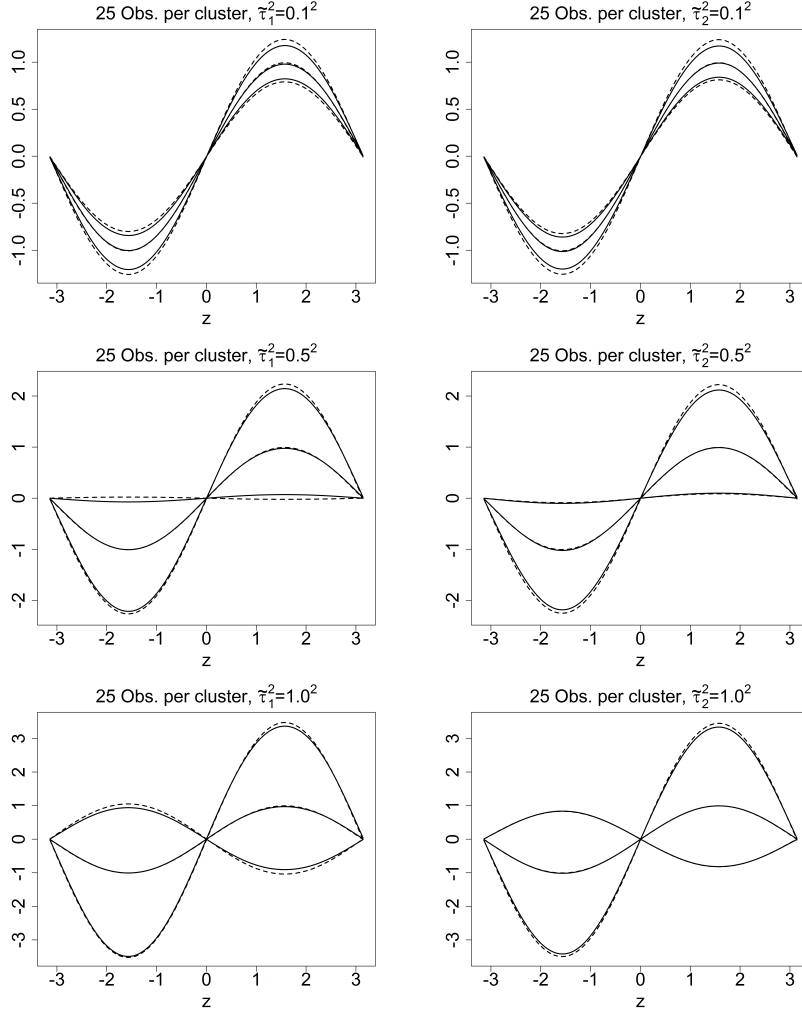 25 Obs. per cluster, τ̃₁²=0.1²
1.0
0.5
0.0
-0.5
-1.0
-3 -2 -1 0 1 2 3
z
25 Obs. per cluster, τ̃₂²=0.1²
1.0
0.5
0.0
-0.5
-1.0
-3 -2 -1 0 1 2 3
z
25 Obs. per cluster, τ̃₁²=0.5²
2
1
0
-1
-2
-3 -2 -1 0 1 2 3
z
25 Obs. per cluster, τ̃₂²=0.5²
2
1
0
-1
-2
-3 -2 -1 0 1 2 3
z
25 Obs. per cluster, τ̃₁²=1.0²
3
2
1
0
-1
-2
-3
-3 -2 -1 0 1 2 3
z
25 Obs. per cluster, τ̃₂²=1.0²
3
2
1
0
-1
-2
-3
-3 -2 -1 0 1 2 3
z